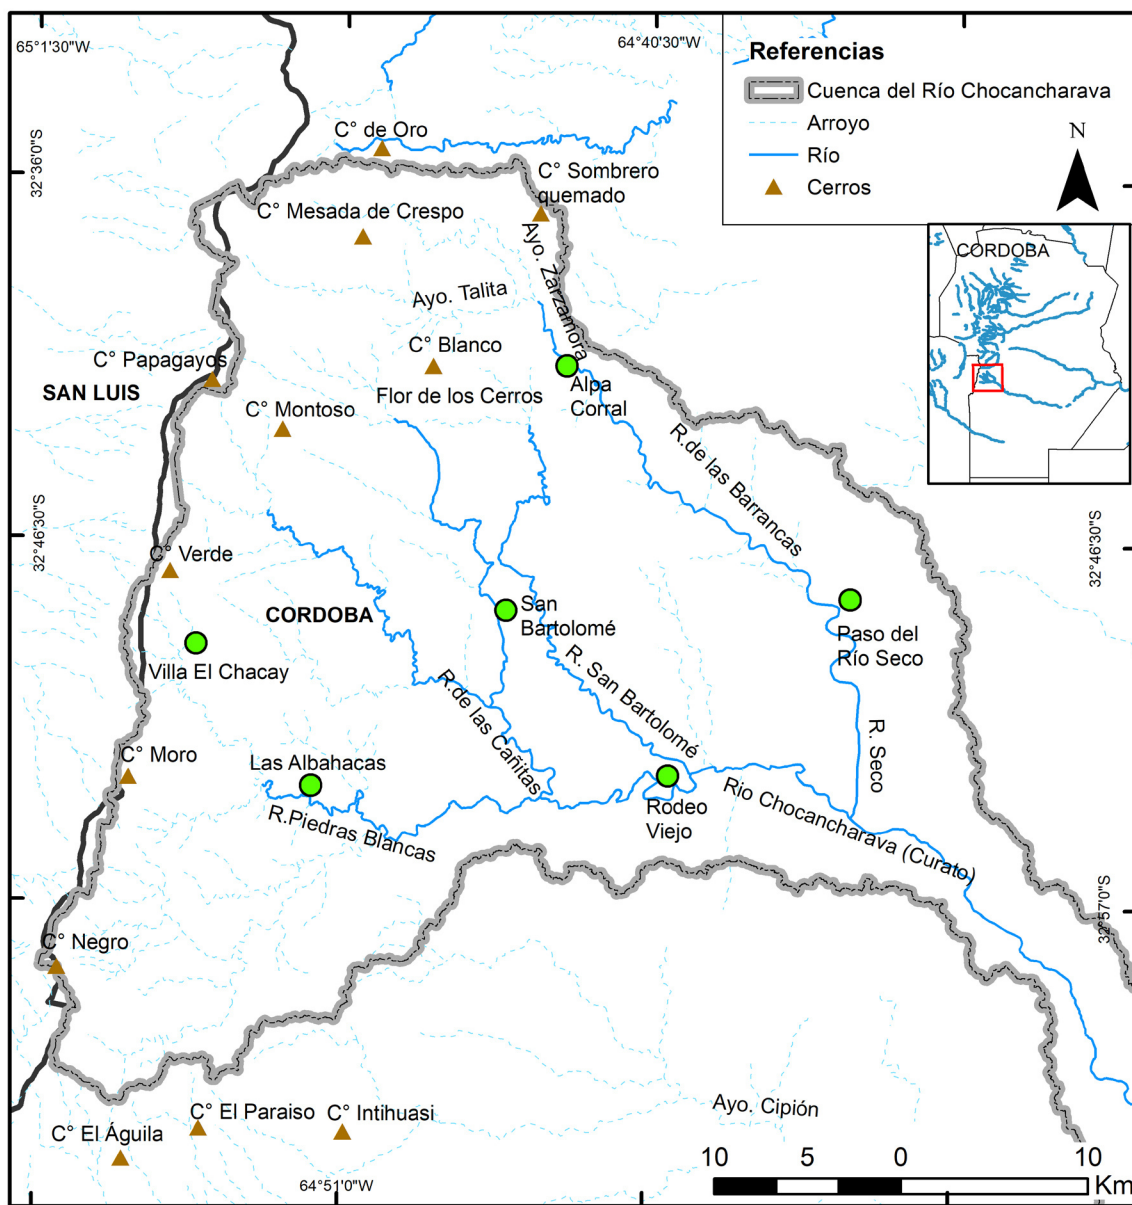 65°1'30"W
64°40'30"W
Referencias
Cuenca del Río Chocancharava
Arroyo
Río
Cerros
N
C° de Oro
32°36'0"S
C° Sombrero
quemado
C° Mesada de Crespo
CORDOBA
Ayo. Zarzamora
Ayo. Talita
C° Blanco
C° Papagayos
Alpa
Corral
SAN LUIS
Flor de los Cerros
C° Montoso
R.de las Barrancas
32°46'30"S
32°46'30"S
C° Verde
CORDOBA
San
Bartolomé
Paso del
Río Seco
Villa El Chacay
R. San Bartolomé
R.de las Cañitas
R. Seco
C° Moro
Las Albahacas
R.Piedras Blancas
Rodeo
Viejo
Rio Chocancharava (Curato)
32°57'0"S
C° Negro
C° El Paraiso
C° Intihuasi
C° El Águila
Ayo. Cipión
64°51'0"W
10 5 0 10
Km